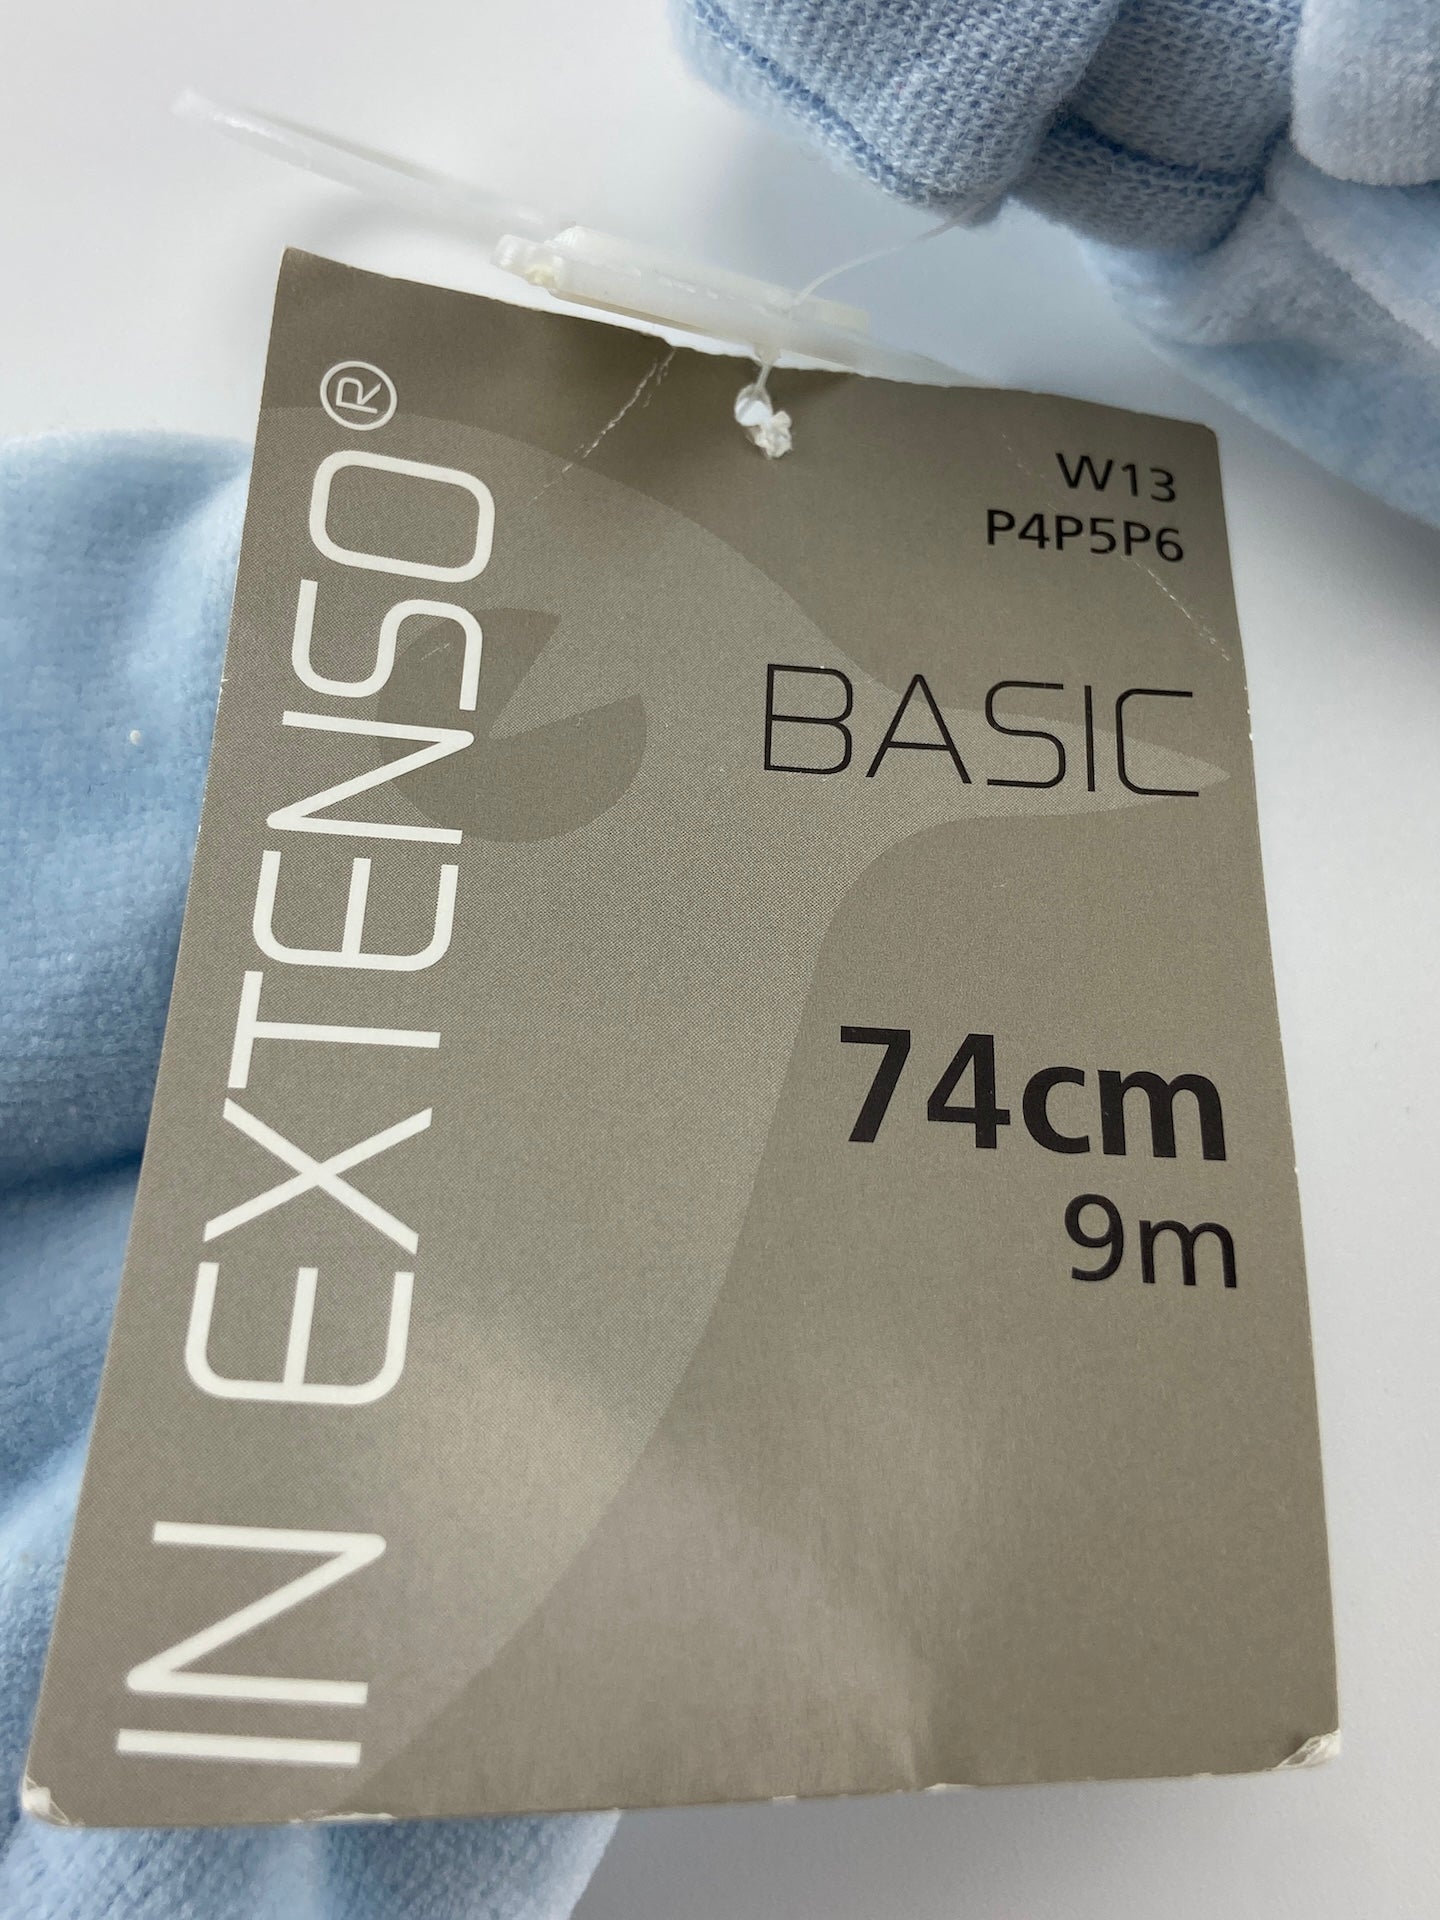 IN EXTENSO®
W13
P4P5P6
BASIC
74cm
9m